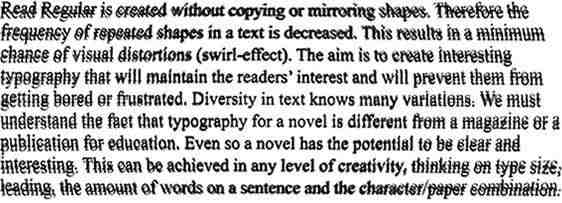 Read Regular is created without copying or mirroring shapes. Therefore the
frequency of repeated shapes in a text is decreased. This results in a minimum
chance of visual distortions (swirl-effect). The aim is to create interesting
typography that will maintain the readers' interest and will prevent them from
getting bored or frustrated. Diversity in text knows many variations. We must
understand the fact that typography for a novel is different from a magazine or a
publication for education. Even so a novel has the potential to be clear and
interesting. This can be achieved in any level of creativity, thinking on type size,
leading, the amount of words on a sentence and the character/paper combination.